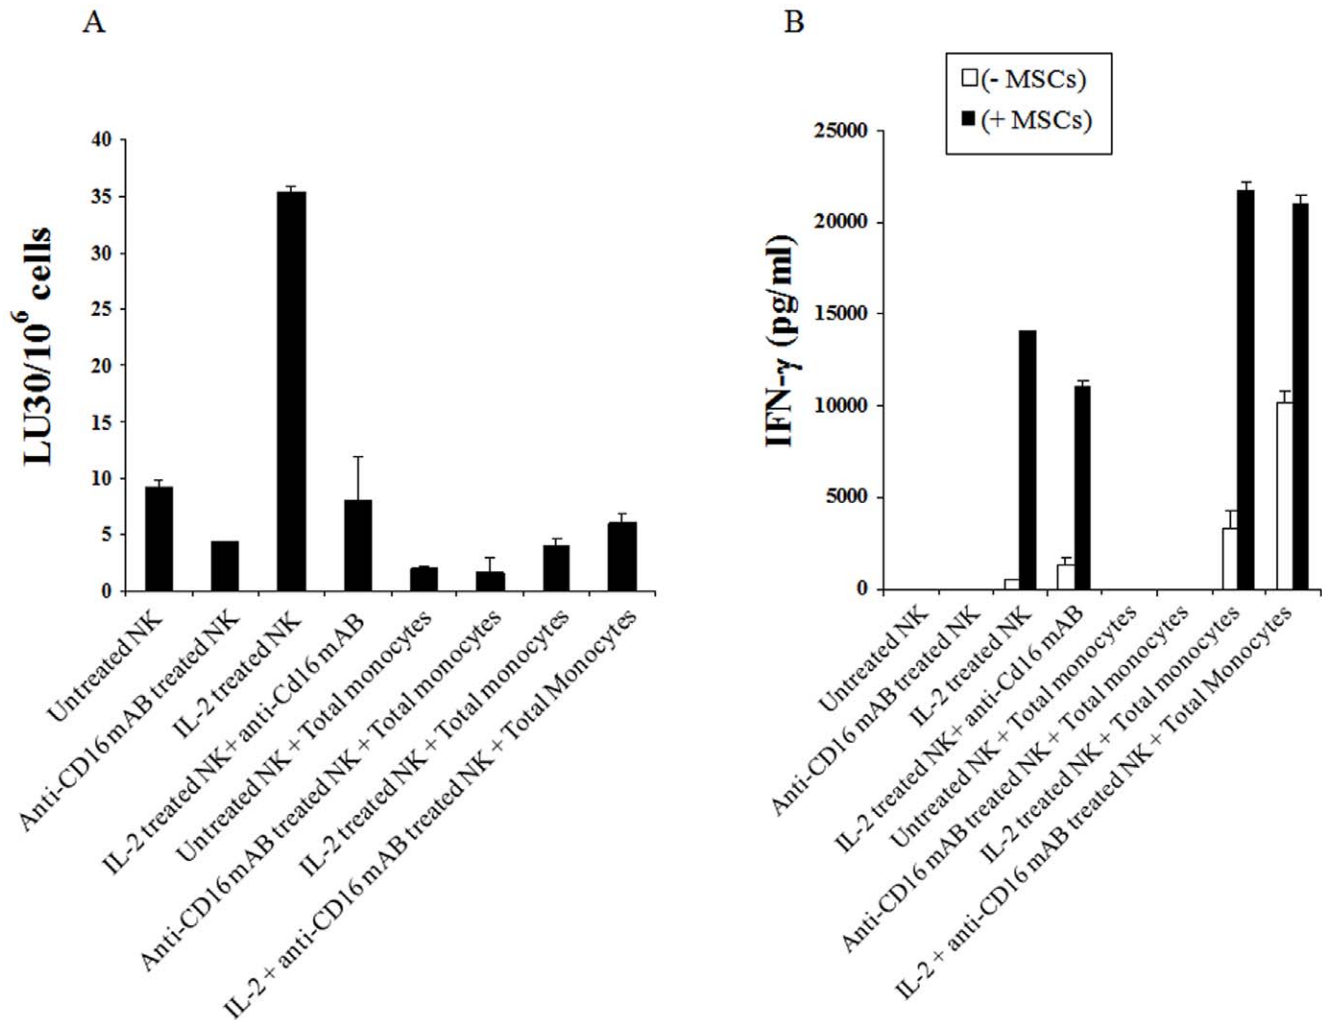 A
LU30/10⁶ cells
40
35
30
25
20
15
10
5
0
Untreated NK
Anti-CD16 mAB treated NK
IL-2 treated NK
IL-2 treated NK+ anti-Cd16 mAB
Untreated NK + Total monocytes
Anti-CD16 mAB treated NK + Total monocytes
IL-2 treated NK + Total monocytes
IL-2 + anti-CD16 mAB treated NK + Total Monocytes
B
(- MSCs)
(+ MSCs)
IFN-γ (pg/ml)
25000
20000
15000
10000
5000
0
Untreated NK
Anti-CD16 mAB treated NK
IL-2 treated NK
IL-2 treated NK+ anti-Cd16 mAB
Untreated NK + Total monocytes
Anti-CD16 mAB treated NK + Total monocytes
IL-2 treated NK + Total monocytes
IL-2 + anti-CD16 mAB treated NK + Total Monocytes